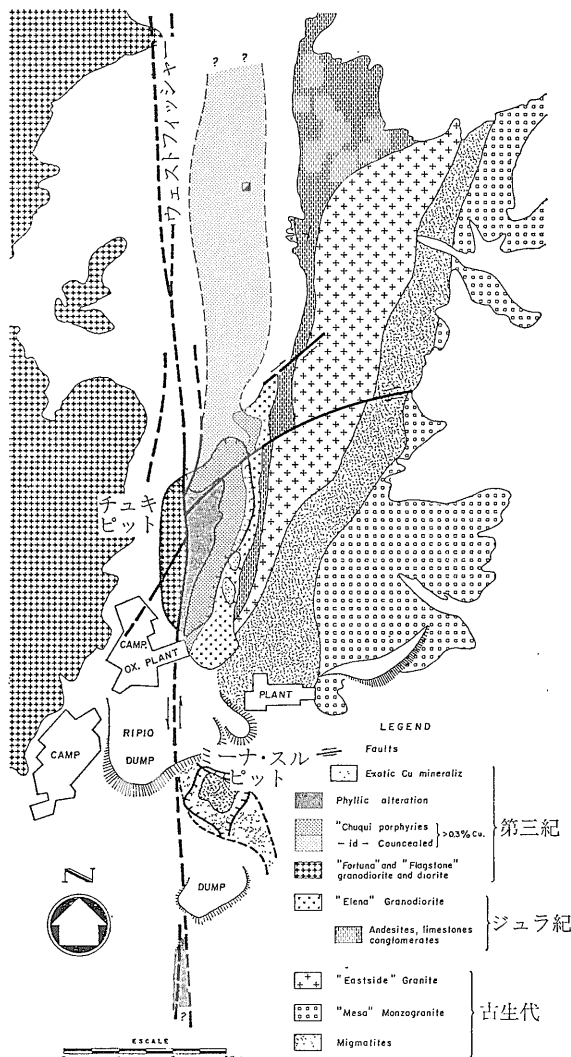 ? ?
ウェストフィッシャー
チュキ
ピット
CAMP.
OX. PLANT
PLANT
CAMP
RIPIO
DUMP
ミーナ・スル
ピット
DUMP
N
?
ESCALE
LEGEND
Faults
Exotic Cu mineraliz
Phyllic alteration
"Chuqui porphyries
— id — Councealed
>0.3% Cu.
"Fortuna" and "Flagstone"
granodiorite and diorite
第三紀
"Elena" Granodiorite
Andesites, limestones
conglomerates
ジュラ紀
"Eastside" Granite
"Mesa" Monzogranite
Migmatites
古生代